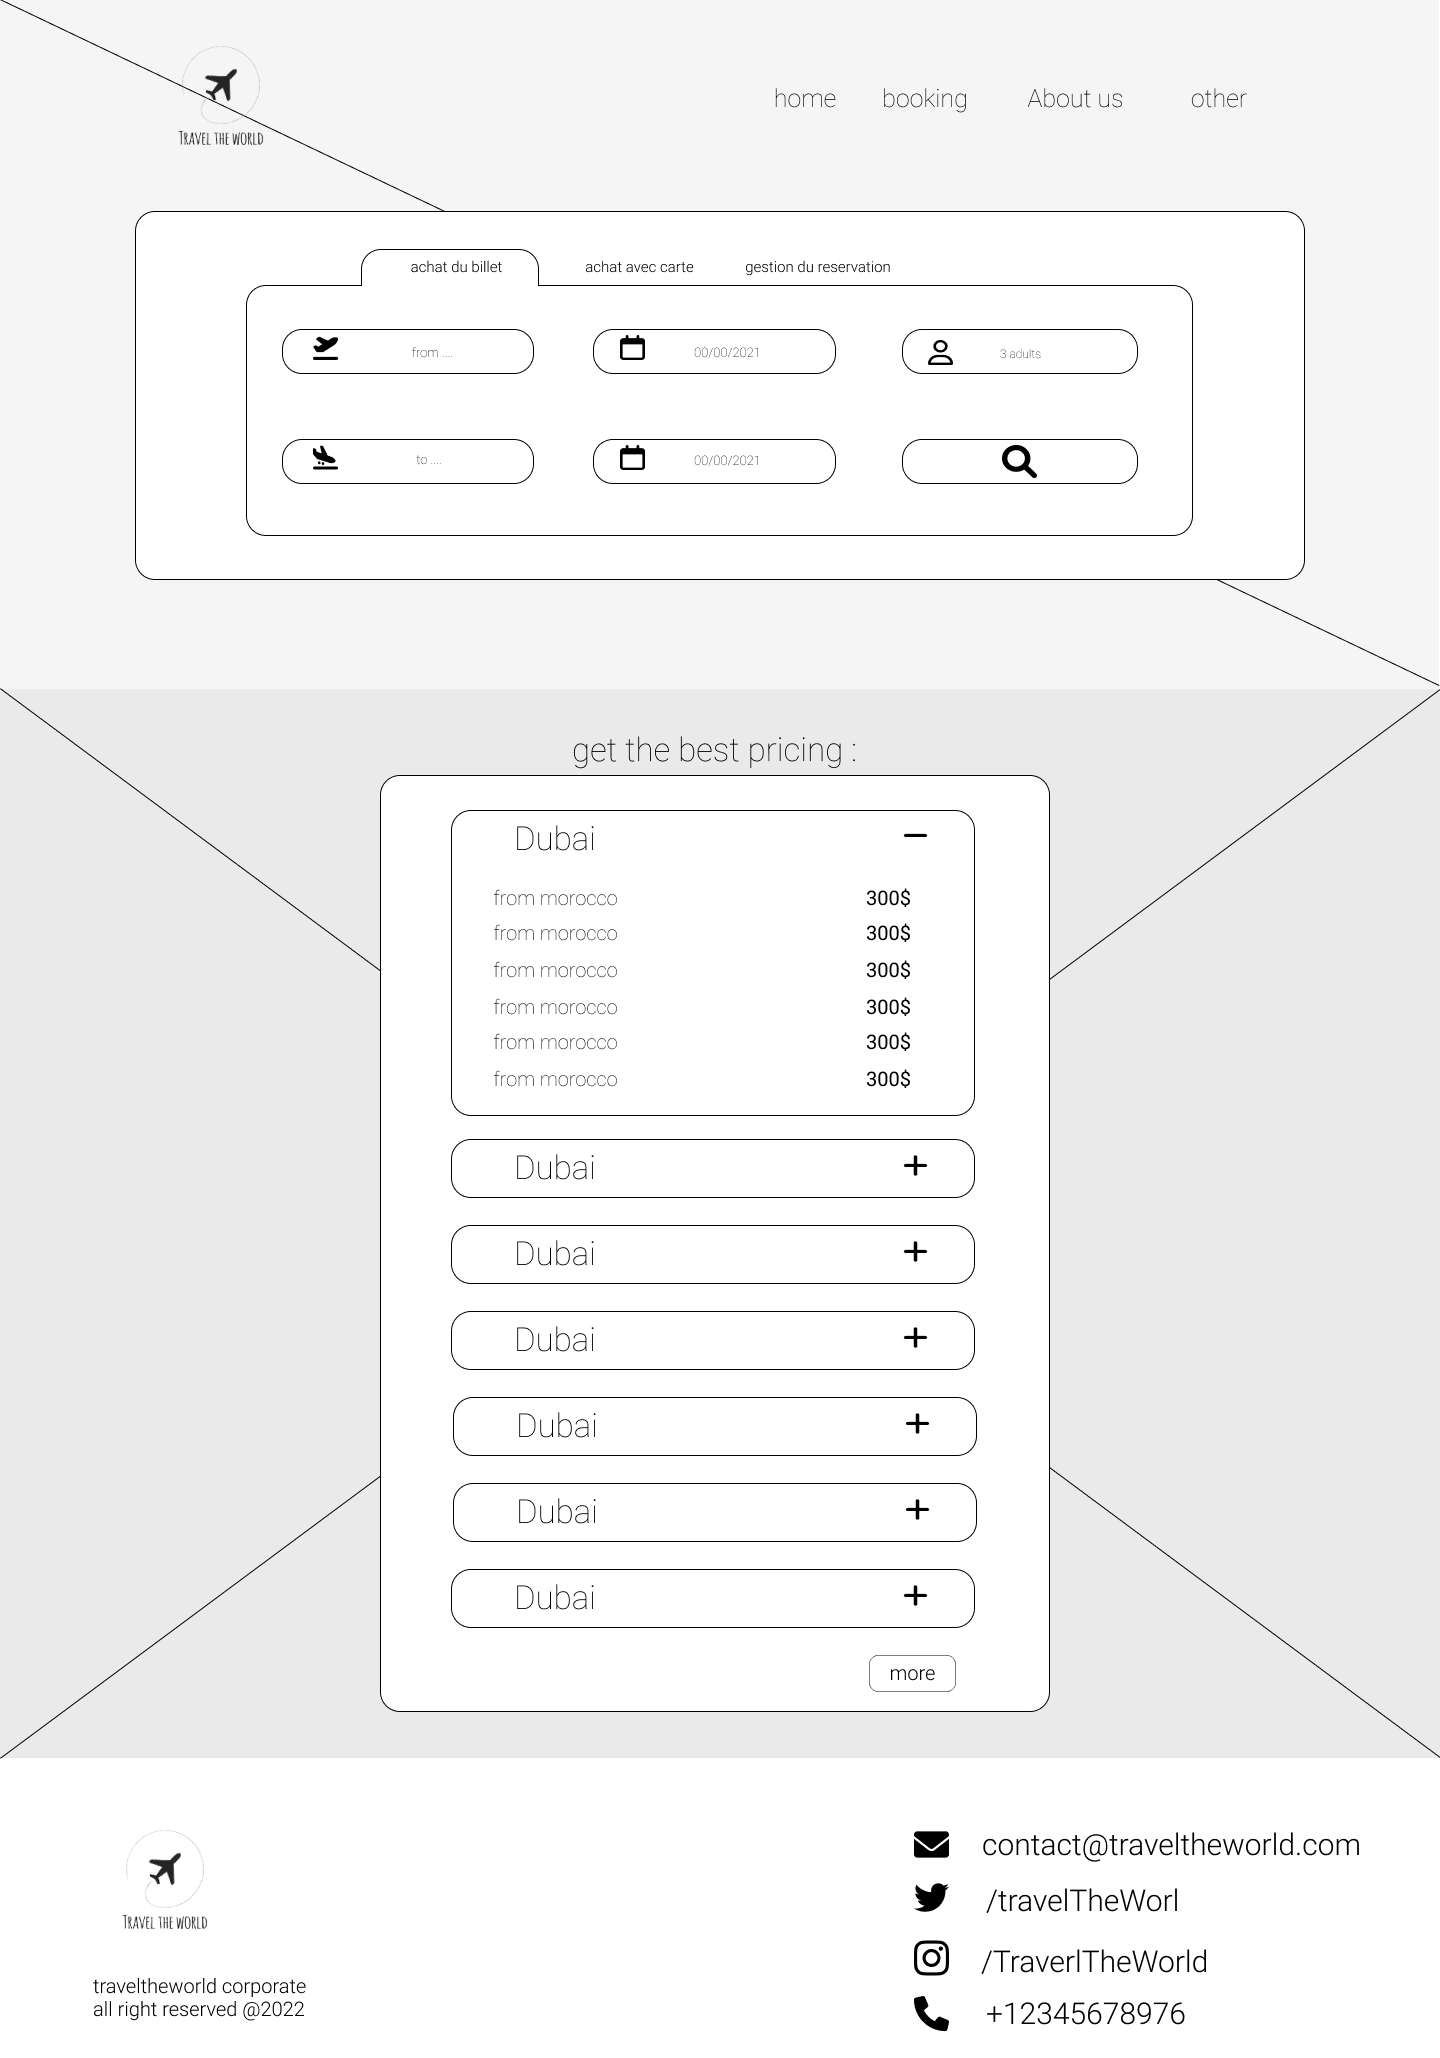 TRAVEL THE WORLD
home booking About us other
achat du billet achat avec carte gestion du reservation
from .... 00/00/2021 3 adults
to .... 00/00/2021
get the best pricing :
Dubai
from morocco 300$
from morocco 300$
from morocco 300$
from morocco 300$
from morocco 300$
from morocco 300$
Dubai
Dubai
Dubai
Dubai
Dubai
Dubai
more
TRAVEL THE WORLD
traveltheworld corporate
all right reserved @2022
contact@traveltheworld.com
/travelTheWorl
/TraverlTheWorld
+12345678976